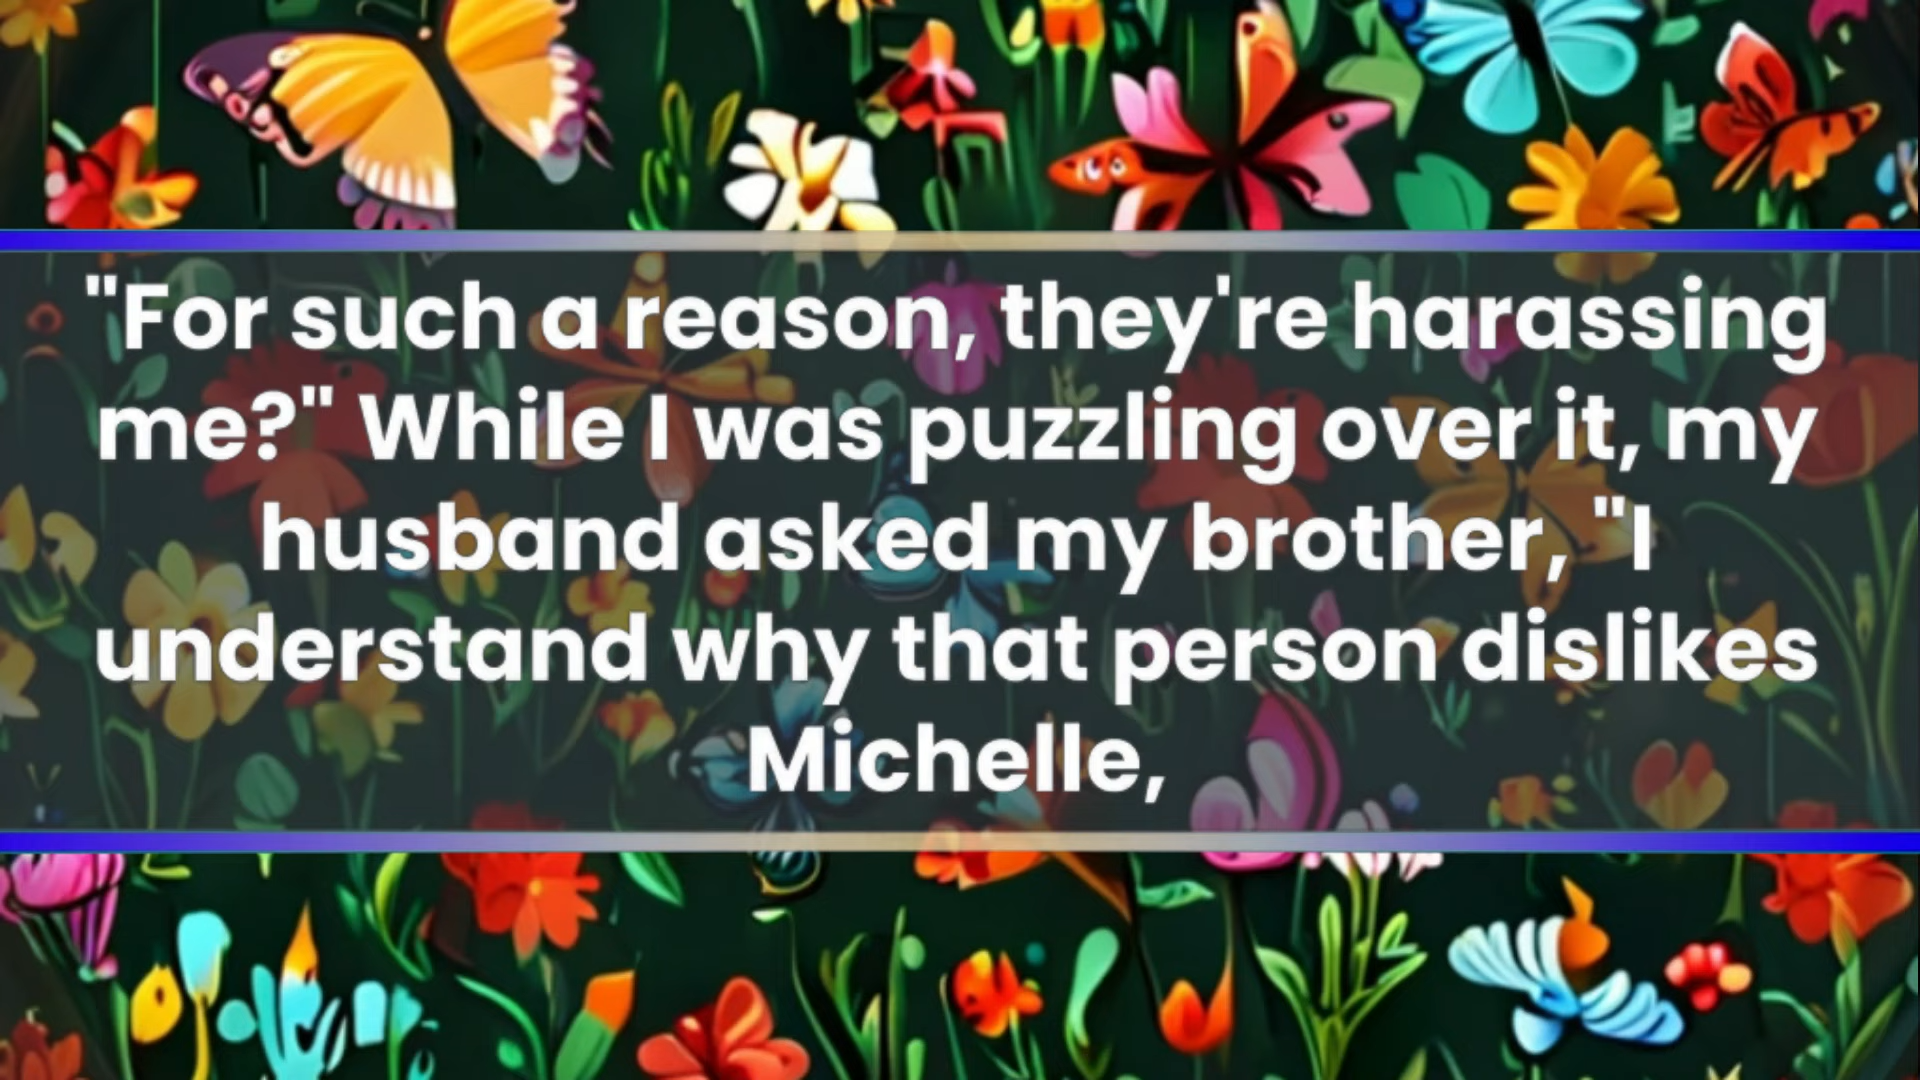 "For such a reason, they're harassing
me?" While I was puzzling over it, my
husband asked my brother, "I
understand why that person dislikes
Michelle,